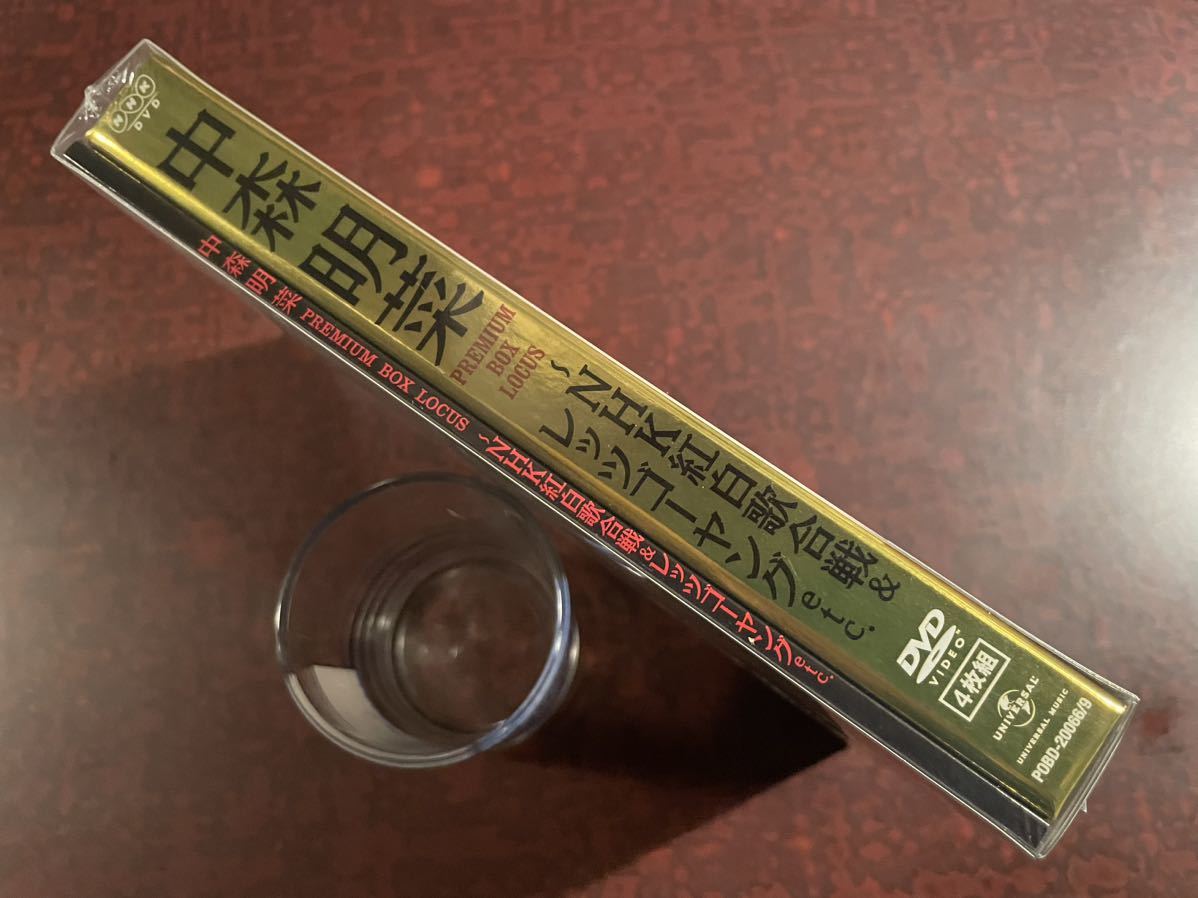 NHK
DVD
中森明菜
PREMIUM
BOX
LOCUS
~NHK紅白歌合戦&
レッツゴーヤングetc.
DVD
VIDEO™
4枚組
UNIVERSAL
UNIVERSAL MUSIC
POBD-20066/9
中森明菜 PREMIUM BOX LOCUS ~NHK紅白歌合戦&レッツゴーヤングetc.